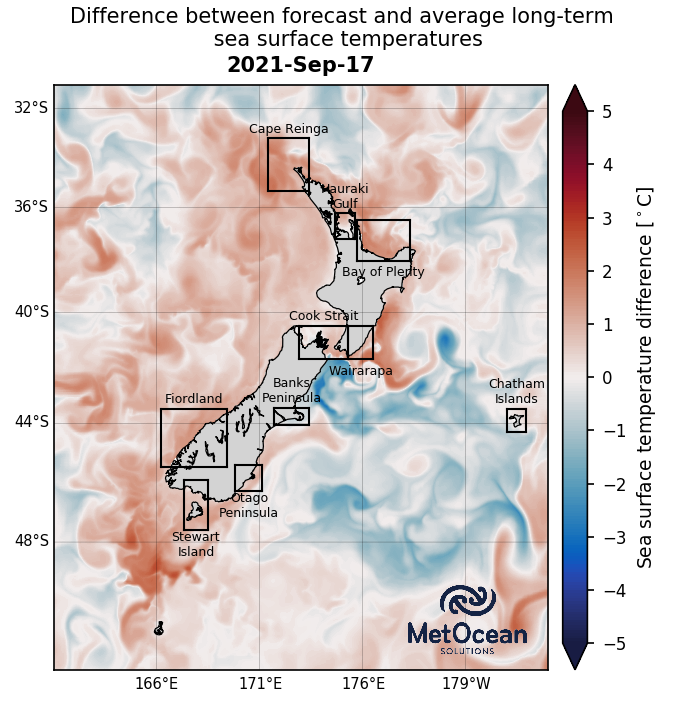 Difference between forecast and average long-term
sea surface temperatures
2021-Sep-17
32°S
36°S
40°S
44°S
48°S
166°E
171°E
176°E
179°W
Cape Reinga
Hauraki
Gulf
Bay of Plenty
Cook Strait
Wairarapa
Banks
Peninsula
Fiordland
Chatham
Islands
Otago
Peninsula
Stewart
Island
MetOcean
SOLUTIONS
5
4
3
2
1
0
−1
−2
−3
−4
−5
Sea surface temperature difference [°C]